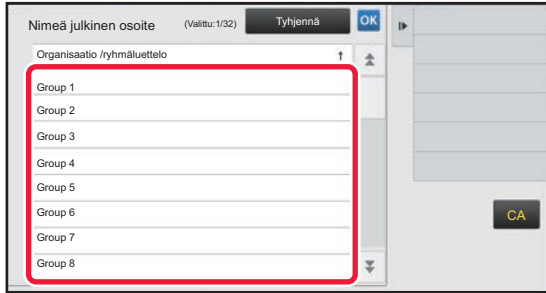 Nimeä julkinen osoite (Valittu:1/32) Tyhjennä OK
Organisaatio /ryhmäluettelo
Group 1
Group 2
Group 3
Group 4
Group 5
Group 6
CA
Group 7
Group 8